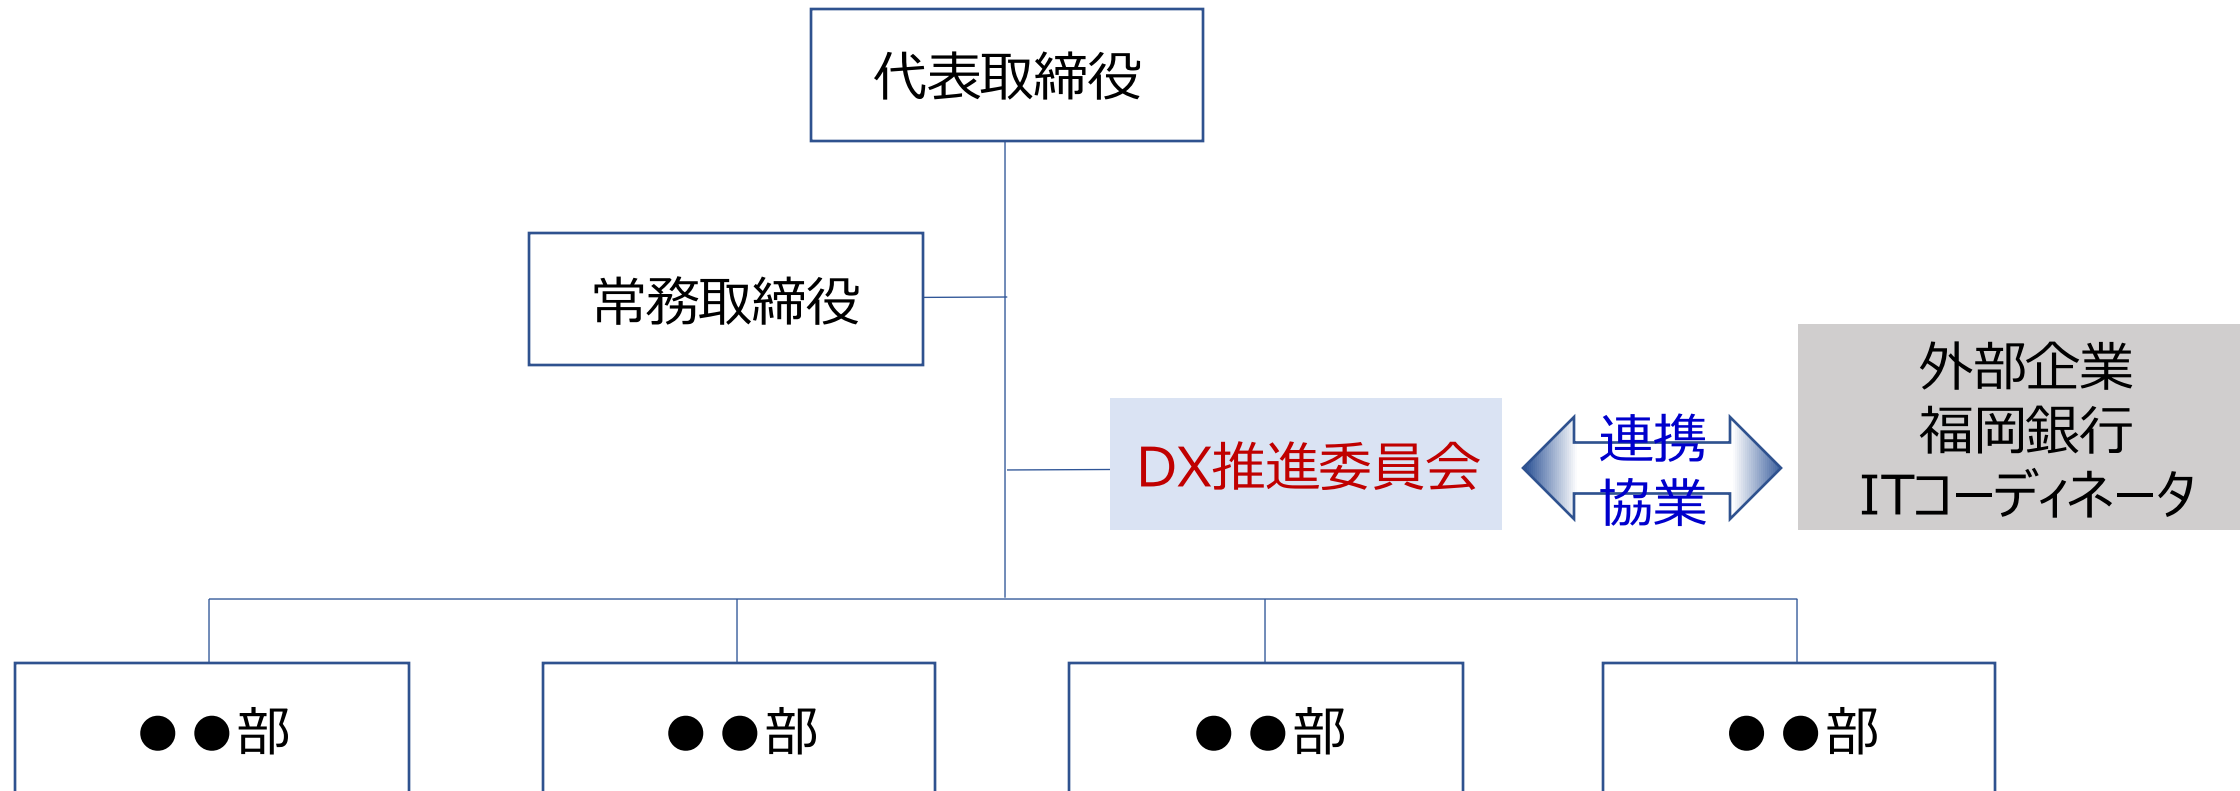 代表取締役
常務取締役
DX推進委員会
連携
協業
外部企業
福岡銀行
ITコーディネータ
●●部
●●部
●●部
●●部